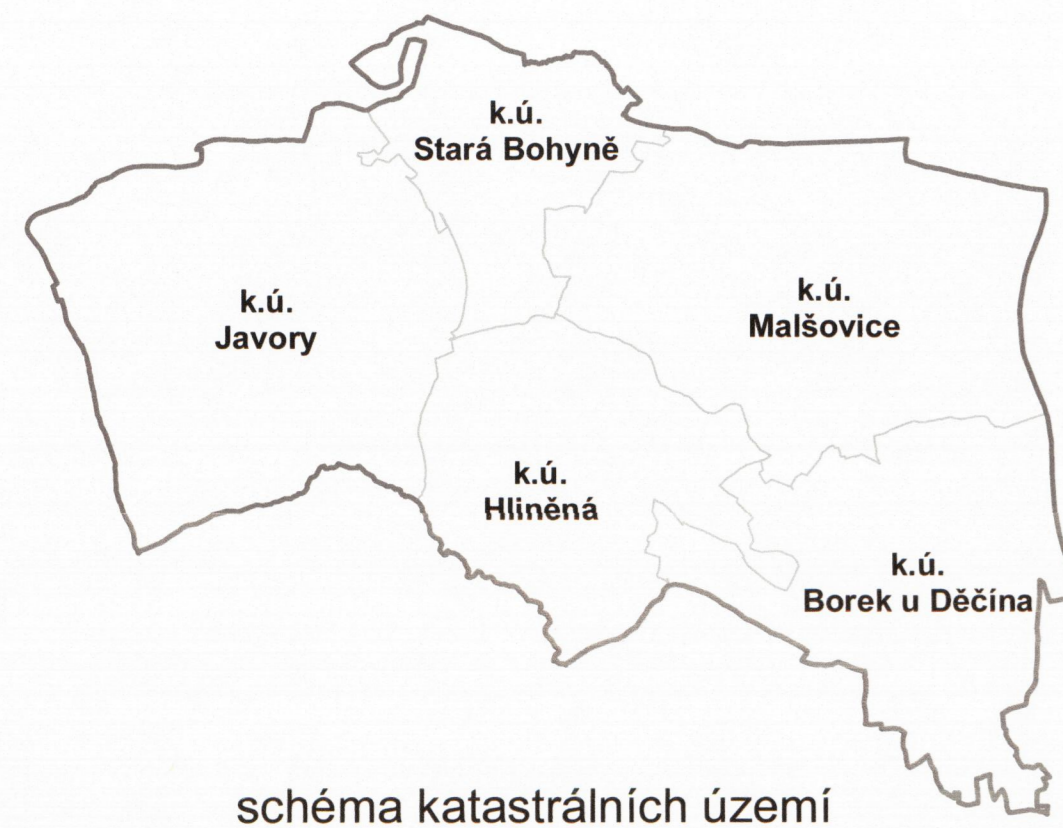 k.ú.
Stará Bohyně
k.ú.
Javory
k.ú.
Malšovice
k.ú.
Hliněná
k.ú.
Borek u Děčína
schéma katastrálních území